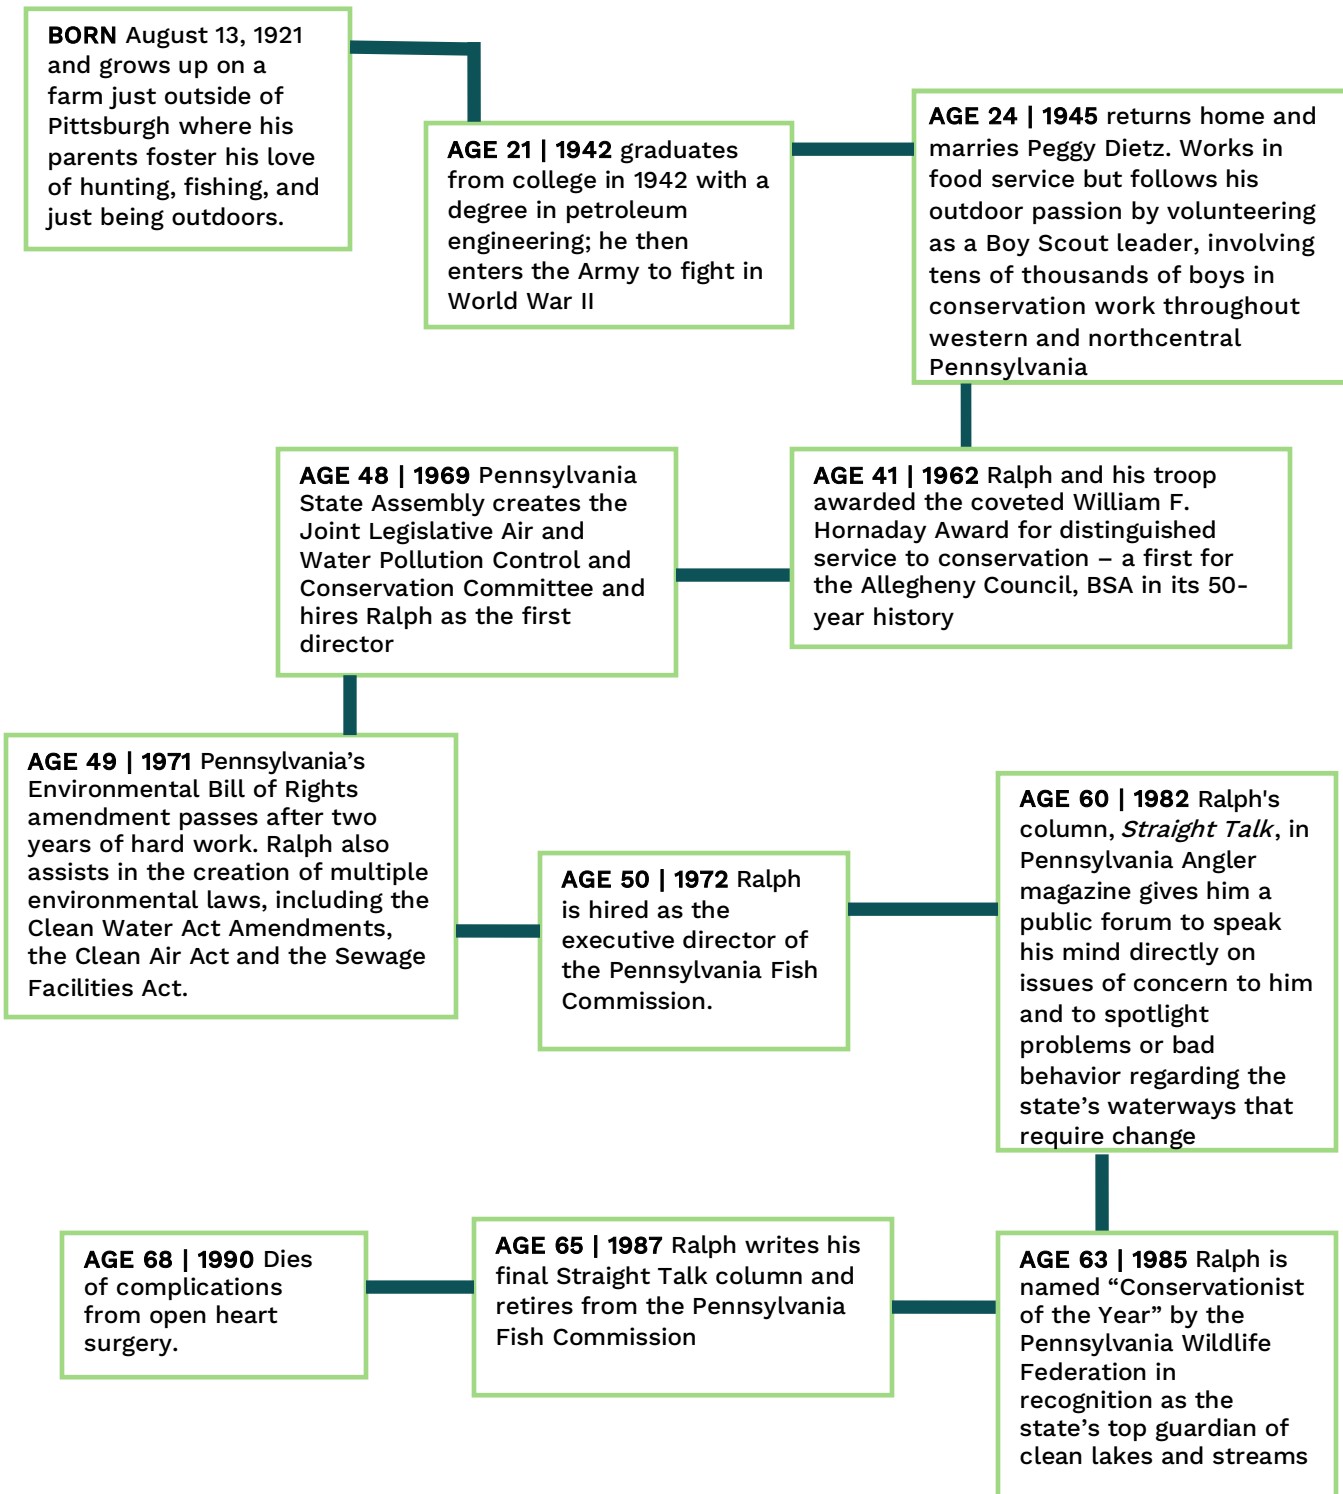 BORN August 13, 1921
and grows up on a
farm just outside of
Pittsburgh where his
parents foster his love
of hunting, fishing, and
just being outdoors.
AGE 21 | 1942 graduates
from college in 1942 with a
degree in petroleum
engineering; he then
enters the Army to fight in
World War II
AGE 24 | 1945 returns home and
marries Peggy Dietz. Works in
food service but follows his
outdoor passion by volunteering
as a Boy Scout leader, involving
tens of thousands of boys in
conservation work throughout
western and northcentral
Pennsylvania
AGE 41 | 1962 Ralph and his troop
awarded the coveted William F.
Hornaday Award for distinguished
service to conservation – a first for
the Allegheny Council, BSA in its 50-
year history
AGE 48 | 1969 Pennsylvania
State Assembly creates the
Joint Legislative Air and
Water Pollution Control and
Conservation Committee and
hires Ralph as the first
director
AGE 49 | 1971 Pennsylvania’s
Environmental Bill of Rights
amendment passes after two
years of hard work. Ralph also
assists in the creation of multiple
environmental laws, including the
Clean Water Act Amendments,
the Clean Air Act and the Sewage
Facilities Act.
AGE 50 | 1972 Ralph
is hired as the
executive director of
the Pennsylvania Fish
Commission.
AGE 60 | 1982 Ralph's
column, Straight Talk, in
Pennsylvania Angler
magazine gives him a
public forum to speak
his mind directly on
issues of concern to him
and to spotlight
problems or bad
behavior regarding the
state’s waterways that
require change
AGE 63 | 1985 Ralph is
named “Conservationist
of the Year” by the
Pennsylvania Wildlife
Federation in
recognition as the
state’s top guardian of
clean lakes and streams
AGE 65 | 1987 Ralph writes his
final Straight Talk column and
retires from the Pennsylvania
Fish Commission
AGE 68 | 1990 Dies
of complications
from open heart
surgery.